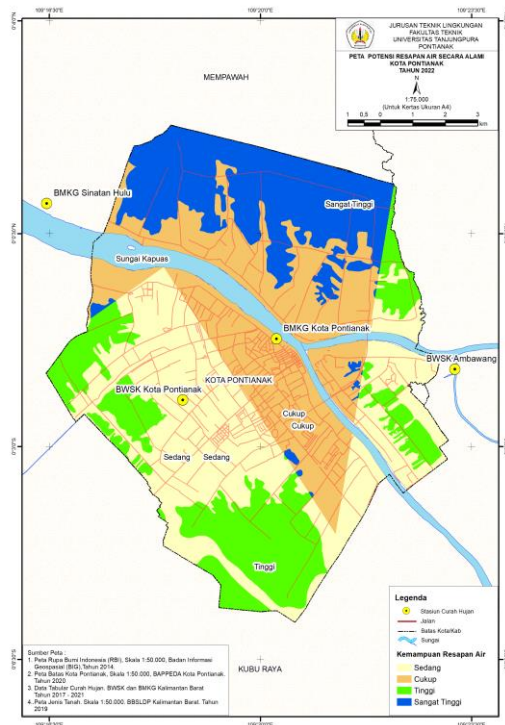 JURUSAN TEKNIK LINGKUNGAN
FAKULTAS TEKNIK
UNIVERSITAS TANJUNGPURA
PONTIANAK
PETA POTENSI RESAPAN AIR SECARA ALAMI
KOTA PONTIANAK
TAHUN 2022
N
1:75.000
(Untuk Kertas Ukuran A4)
1 0,5 0 1 2 3
km
MEMPAWAH
BMKG Sinatan Hulu
Sangat Tinggi
Sungai Kapuas
BMKG Kota Pontianak
BWSK Ambawang
KOTA PONTIANAK
BWSK Kota Pontianak
Cukup
Cukup
Sedang Sedang
Tinggi
KUBU RAYA
Legenda
Stasiun Curah Hujan
Jalan
Batas Kota/Kab
Sungai
Kemampuan Resapan Air
Sedang
Cukup
Tinggi
Sangat Tinggi
Sumber Peta :
1. Peta Rupa Bumi Indonesia (RBI), Skala 1:50.000, Badan Informasi
Geospasial (BIG),Tahun 2014.
2. Peta Batas Kota Pontianak, Skala 1:50.000, BAPPEDA Kota Pontianak.
Tahun 2020
3. Data Tabular Curah Hujan. BWSK dan BMKG Kalimantan Barat
Tahun 2017 - 2021
4. Peta Jenis Tanah. Skala 1:50.000. BBSLDP Kalimantan Barat. Tahun
2019